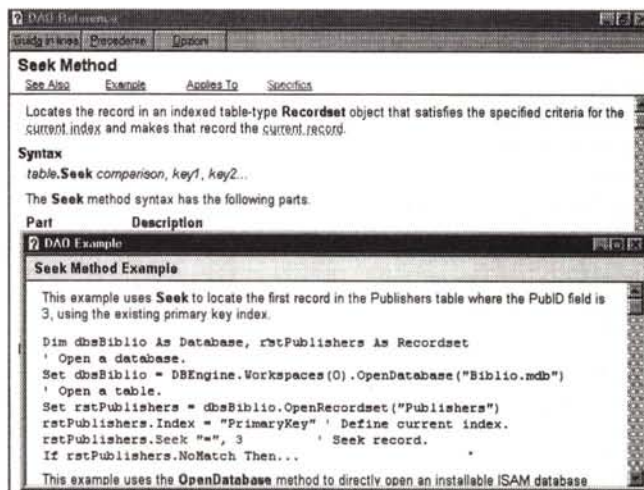 DAO Reference
Guida in linea Precedente Opzioni
Seek Method
See Also Example Applies To Specifics
Locates the record in an indexed table-type Recordset object that satisfies the specified criteria for the
current index and makes that record the current record.
Syntax
table.Seek comparison, key1, key2...
The Seek method syntax has the following parts.
Part Description
DAO Example
Seek Method Example
This example uses Seek to locate the first record in the Publishers table where the PubID field is
3, using the existing primary key index.
Dim dbsBiblio As Database, rstPublishers As Recordset
' Open a database.
Set dbsBiblio = DBEngine.Workspaces(0).OpenDatabase("Biblio.mdb")
' Open a table.
Set rstPublishers = dbsBiblio.OpenRecordset("Publishers")
rstPublishers.Index = "PrimaryKey" ' Define current index.
rstPublishers.Seek "=", 3 ' Seek record.
If rstPublishers.NoMatch Then...
This example uses the OpenDatabase method to directly open an installable ISAM database